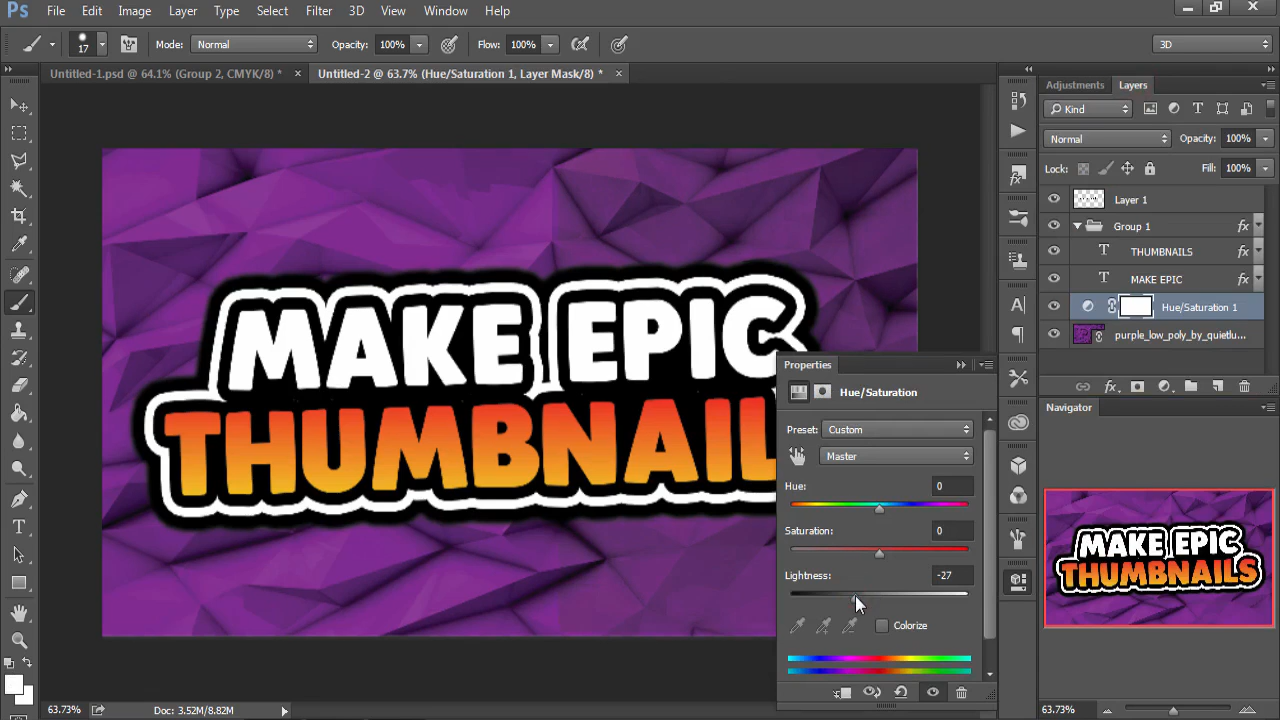 Ps File Edit Image Layer Type Select Filter 3D View Window Help
17 Mode: Normal Opacity: 100% Flow: 100% 3D
Untitled-1.psd @ 64.1% (Group 2, CMYK/8) * × Untitled-2 @ 63.7% (Hue/Saturation 1, Layer Mask/8) * ×
Adjustments Layers
Kind
Normal Opacity: 100%
Lock: Fill: 100%
Layer 1
Group 1 fx
T THUMBNAILS fx
T MAKE EPIC fx
Hue/Saturation 1
purple_low_poly_by_quietlu...
MAKE EPIC
THUMBNAIL
Properties
Hue/Saturation
Preset: Custom
Master
Hue: 0
Saturation: 0
Lightness: -27
Colorize
Navigator
MAKE EPIC
THUMBNAILS
63.73% Doc: 3.52M/8.82M
63.73%